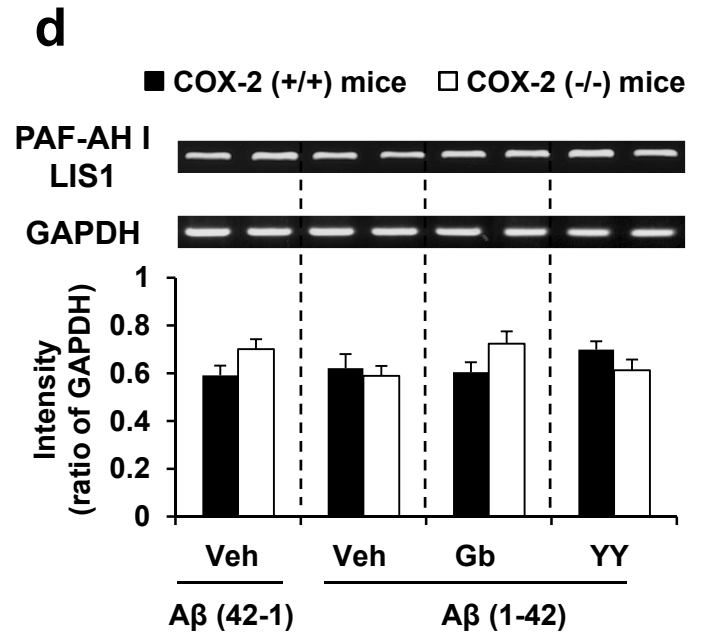 d
COX-2 (+/+) mice
COX-2 (-/-) mice
PAF-AH I
LIS1
GAPDH
Intensity
(ratio of GAPDH)
1
0.8
0.6
0.4
0.2
0
Veh
Veh
Gb
YY
Aβ (42-1)
Aβ (1-42)